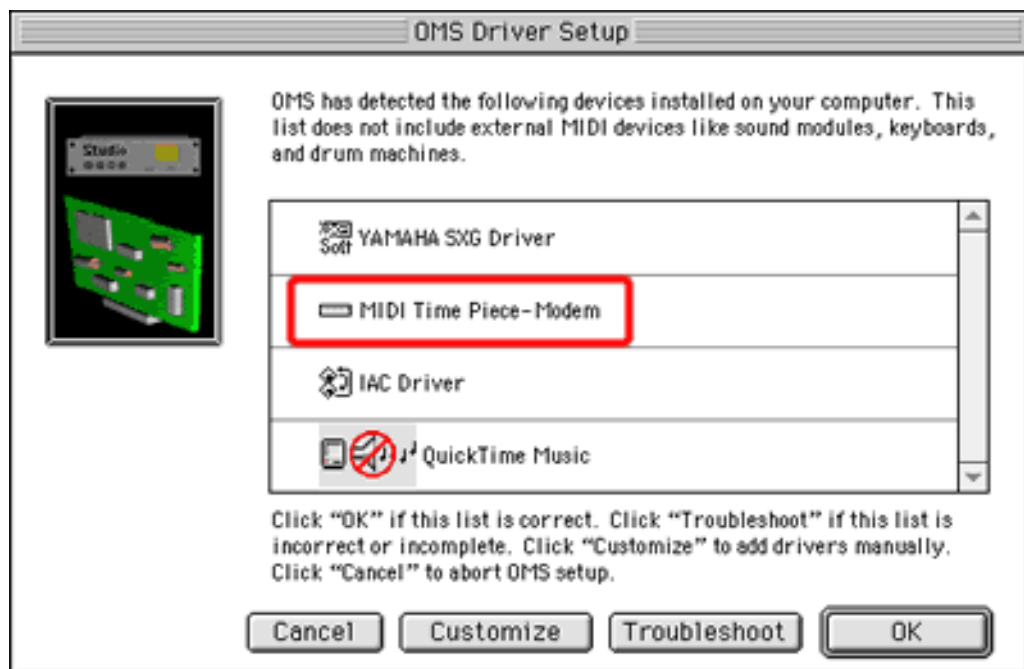 OMS Driver Setup
OMS has detected the following devices installed on your computer. This
list does not include external MIDI devices like sound modules, keyboards,
and drum machines.
Studio
Soft YAMAHA SXG Driver
MIDI Time Piece-Modem
IAC Driver
QuickTime Music
Click “OK” if this list is correct. Click “Troubleshoot” if this list is
incorrect or incomplete. Click “Customize” to add drivers manually.
Click “Cancel” to abort OMS setup.
Cancel Customize Troubleshoot OK